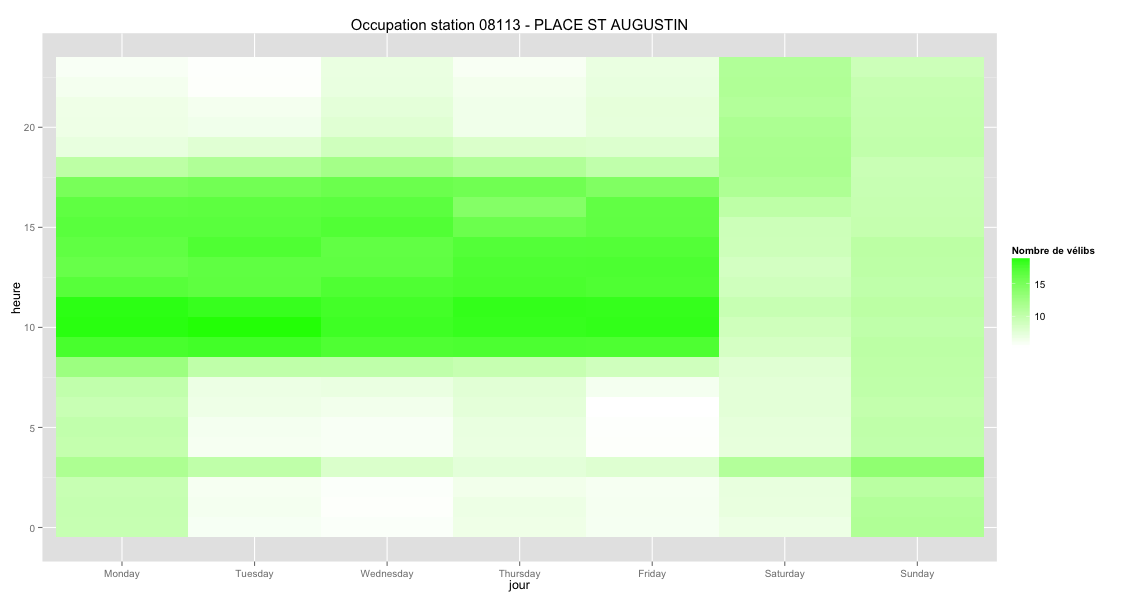 Occupation station 08113 - PLACE ST AUGUSTIN
heure
20
15
10
5
0
Monday Tuesday Wednesday Thursday Friday Saturday Sunday
jour
Nombre de vélibs
15
10